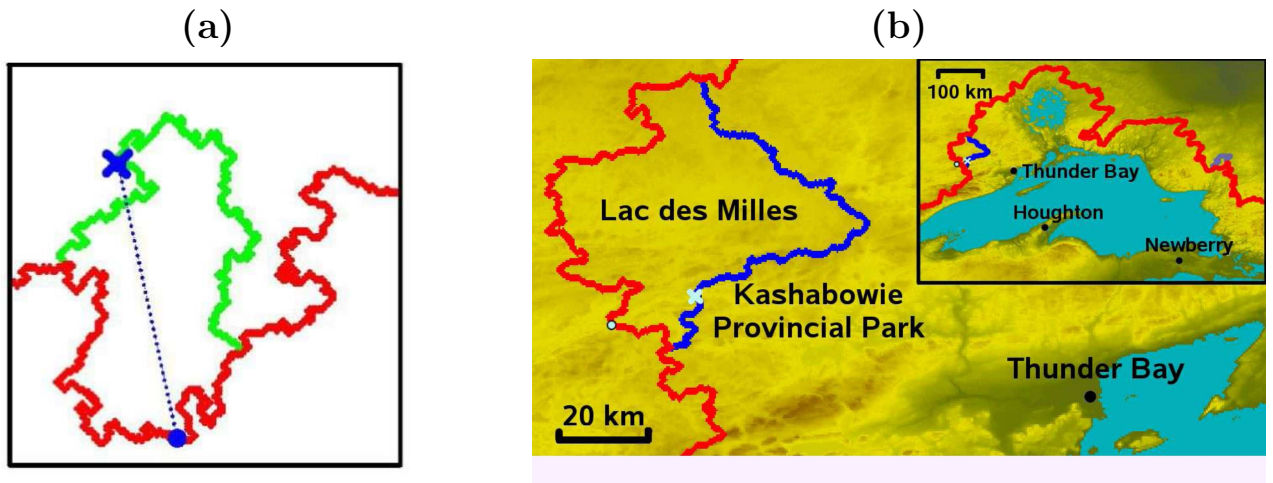 (a)
(b)
Lac des Milles
Kashabowie
Provincial Park
Thunder Bay
20 km
100 km
Thunder Bay
Houghton
Newberry